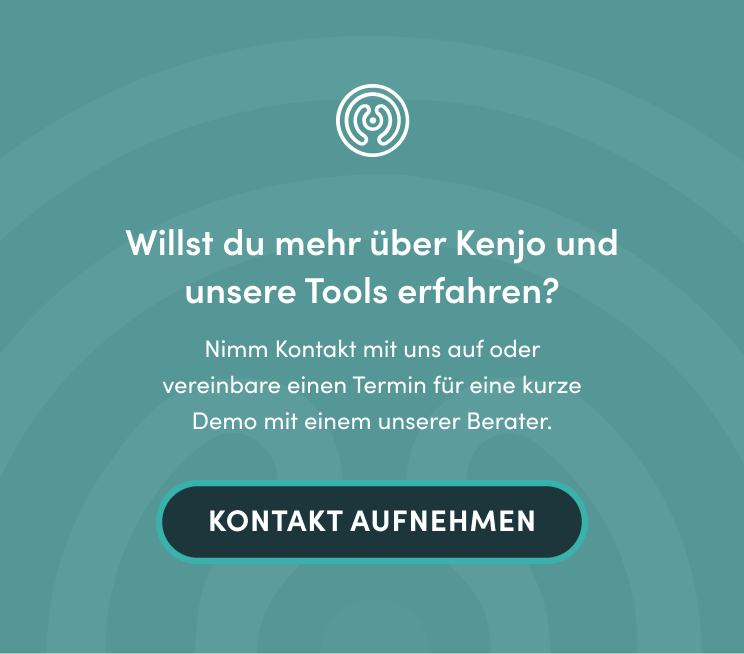 Willst du mehr über Kenjo und
unsere Tools erfahren?
Nimm Kontakt mit uns auf oder
vereinbare einen Termin für eine kurze
Demo mit einem unserer Berater.
KONTAKT AUFNEHMEN